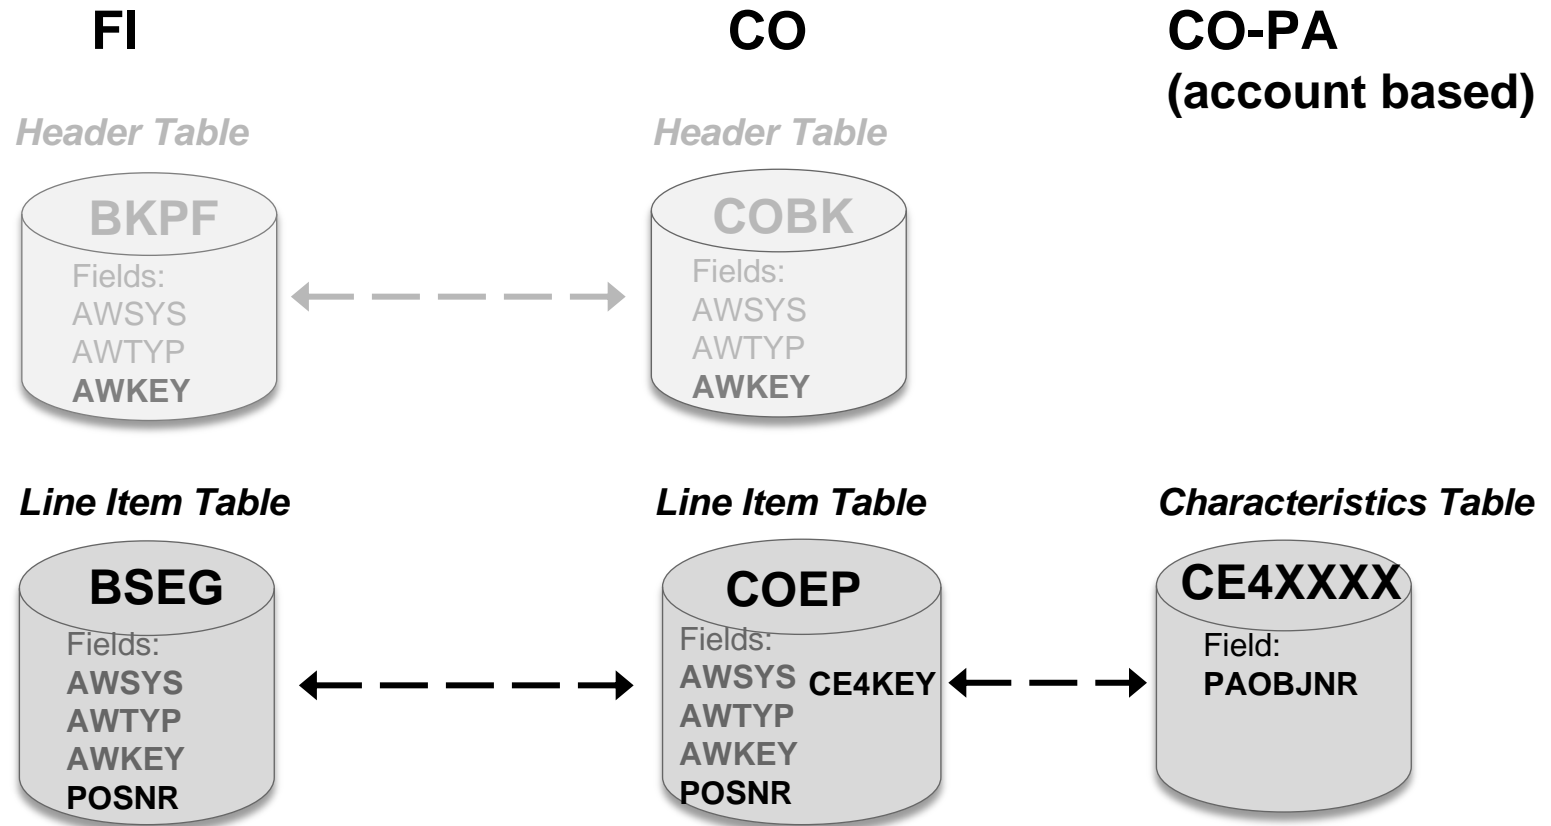 FI
CO
CO-PA
(account based)
Header Table
Header Table
BKPF
Fields:
AWSYS
AWTYP
AWKEY
COBK
Fields:
AWSYS
AWTYP
AWKEY
Line Item Table
Line Item Table
Characteristics Table
BSEG
Fields:
AWSYS
AWTYP
AWKEY
POSNR
COEP
Fields:
AWSYS CE4KEY
AWTYP
AWKEY
POSNR
CE4XXXX
Field:
PAOBJNR